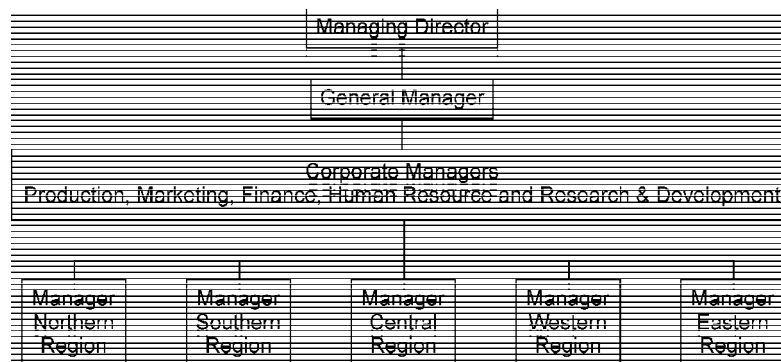 Managing Director
General Manager
Corporate Managers
Production, Marketing, Finance, Human Resource and Research & Development
Manager
Northern
Region
Manager
Southern
Region
Manager
Central
Region
Manager
Western
Region
Manager
Eastern
Region